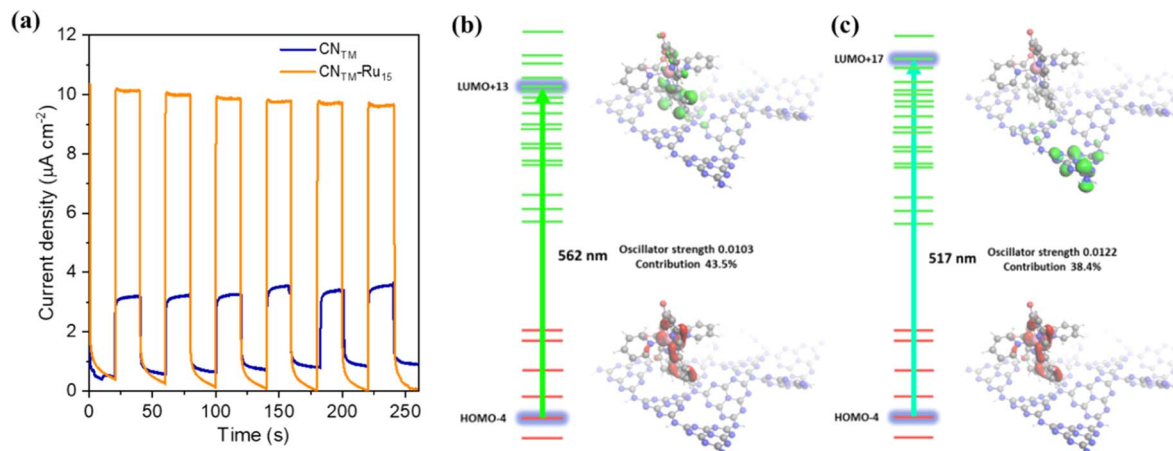 (a)
12
10
8
6
4
2
0
Current density (µA cm⁻²)
CN_TM
CN_TM-Ru₁₅
0 50 100 150 200 250
Time (s)
(b)
LUMO+13
562 nm
Oscillator strength 0.0103
Contribution 43.5%
HOMO-4
(c)
LUMO+17
517 nm
Oscillator strength 0.0122
Contribution 38.4%
HOMO-4